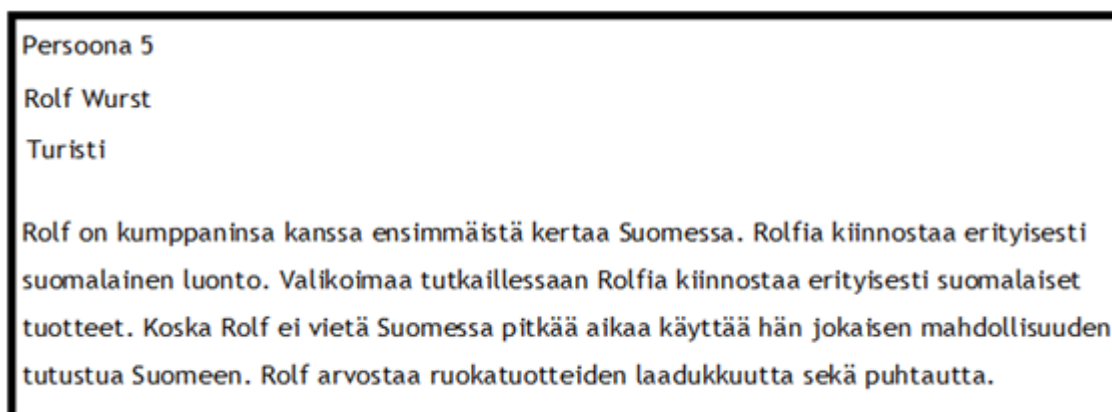 Persoona 5
Rolf Wurst
Turisti
Rolf on kumppaninsa kanssa ensimmäistä kertaa Suomessa. Rolfia kiinnostaa erityisesti
suomalainen luonto. Valikoimaa tutkaillessaan Rolfia kiinnostaa erityisesti suomalaiset
tuotteet. Koska Rolf ei vietä Suomessa pitkää aikaa käyttää hän jokaisen mahdollisuuden
tutustua Suomeen. Rolf arvostaa ruokatuotteiden laadukkuutta sekä puhtautta.